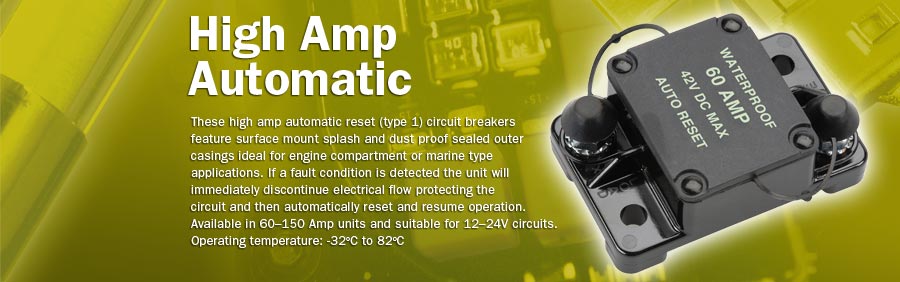 High Amp
Automatic
These high amp automatic reset (type 1) circuit breakers
feature surface mount splash and dust proof sealed outer
casings ideal for engine compartment or marine type
applications. If a fault condition is detected the unit will
immediately discontinue electrical flow protecting the
circuit and then automatically reset and resume operation.
Available in 60–150 Amp units and suitable for 12–24V circuits.
Operating temperature: -32ºC to 82ºC
WATERPROOF
60 AMP
42V DC MAX
AUTO RESET